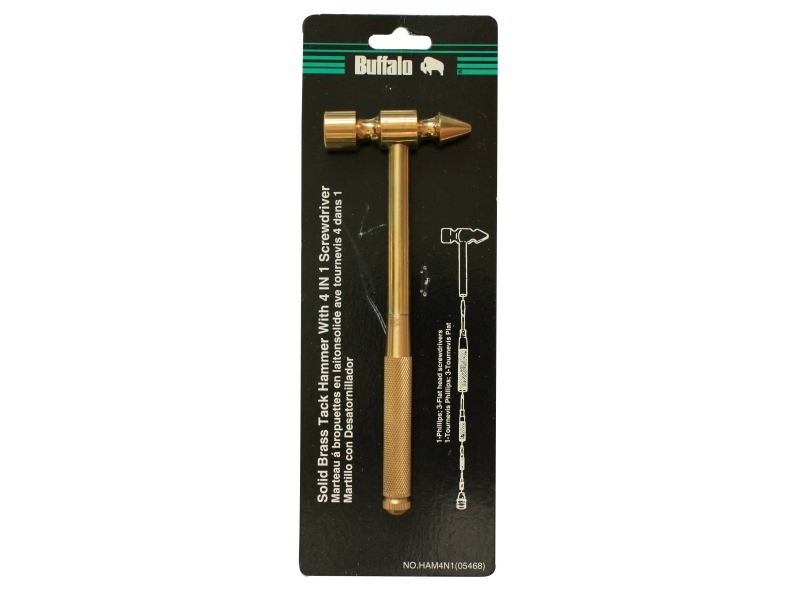 Buffalo
Solid Brass Tack Hammer With 4 IN 1 Screwdriver
Marteau á bropuettes en laitonsolide ave tournevis 4 dans 1
Martillo con Desatornillador
1-Phillips; 3-Flat head screwdrivers
1-Tournevis Phillips; 3-Tournevis Plat
NO.HAM4N1(05468)